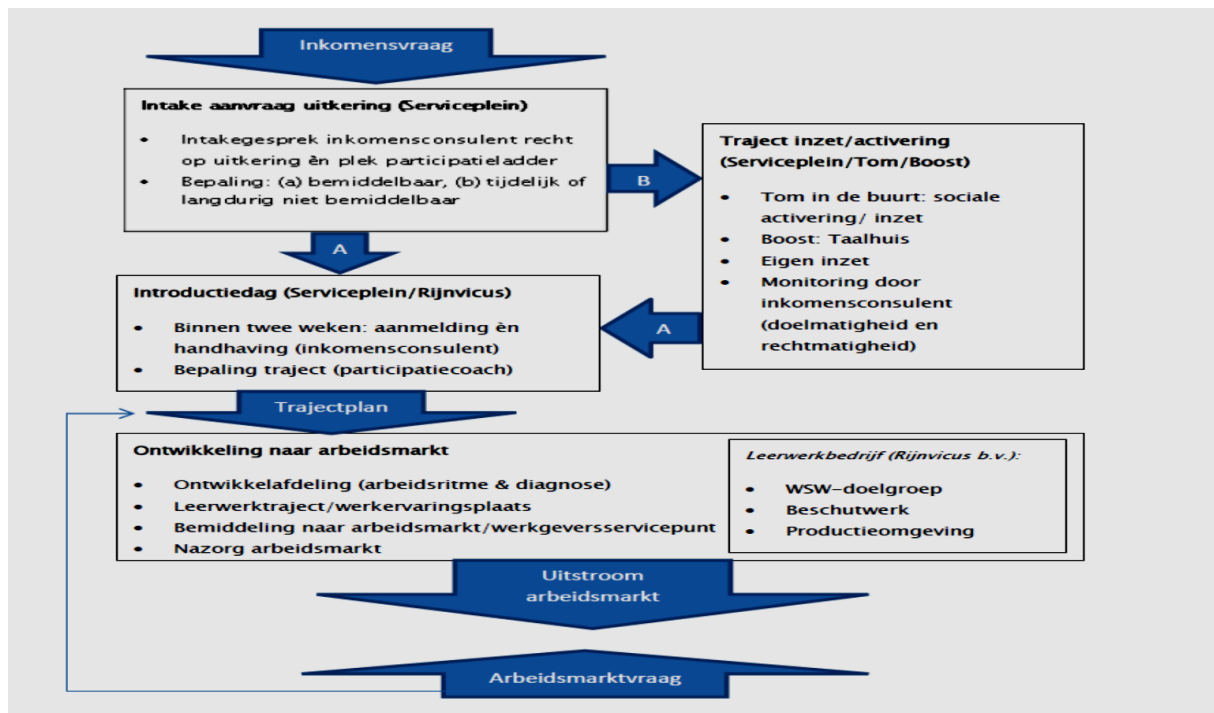 Inkomensvraag
Intake aanvraag uitkering (Serviceplein)
• Intakegesprek inkomensconsulent recht
op uitkering èn plek participatieladder
• Bepaling: (a) bemiddelbaar, (b) tijdelijk of
langdurig niet bemiddelbaar
B
Traject inzet/activering
(Serviceplein/Tom/Boost)
• Tom in de buurt: sociale
activering/ inzet
• Boost: Taalhuis
• Eigen inzet
• Monitoring door
inkomensconsulent
(doelmatigheid en
rechtmatigheid)
A
A
Introductiedag (Serviceplein/Rijnvicus)
• Binnen twee weken: aanmelding èn
handhaving (inkomensconsulent)
• Bepaling traject (participatiecoach)
Trajectplan
Ontwikkeling naar arbeidsmarkt
• Ontwikkelafdeling (arbeidsritme & diagnose)
• Leerwerktraject/werkervaringsplaats
• Bemiddeling naar arbeidsmarkt/werkgeversservicepunt
• Nazorg arbeidsmarkt
Leerwerkbedrijf (Rijnvicus b.v.):
• WSW-doelgroep
• Beschutwerk
• Productieomgeving
Uitstroom
arbeidsmarkt
Arbeidsmarktvraag